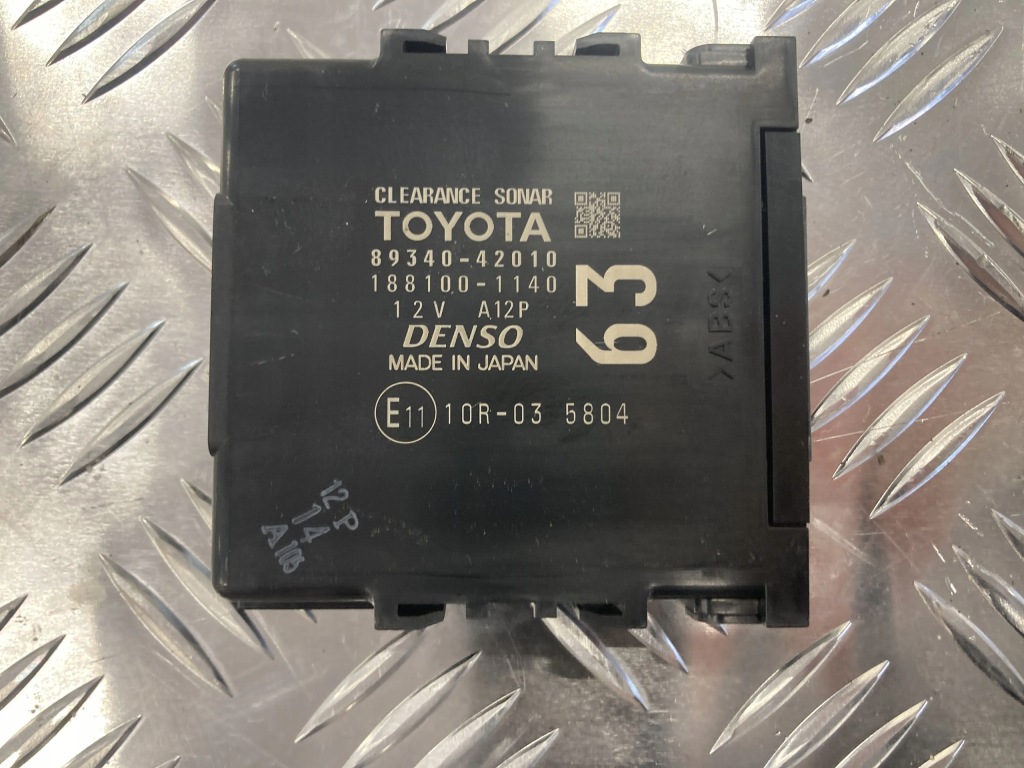 CLEARANCE SONAR
TOYOTA
89340-42010
188100-1140
12V A12P
DENSO
MADE IN JAPAN
E11 10R-03 5804
63
>ABS<
12P
14
A106